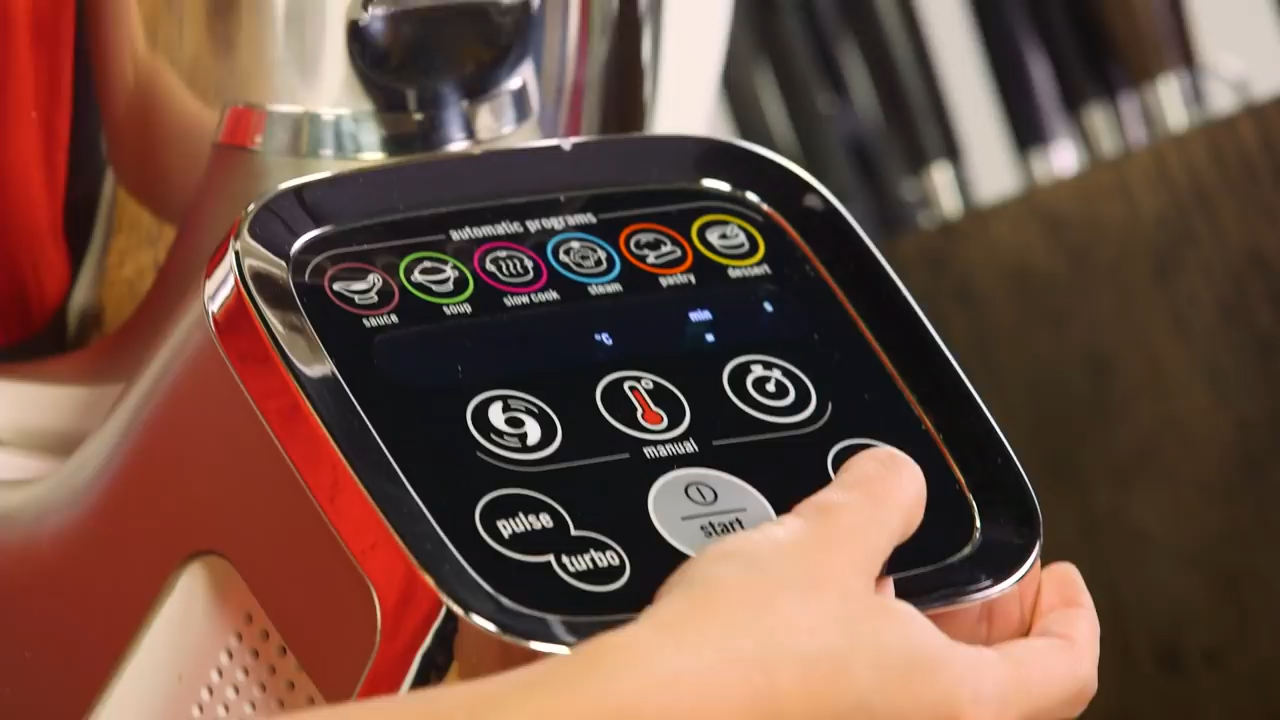 automatic programs
sauce soup slow cook steam pastry dessert
min s
°C
manual
pulse
turbo
start